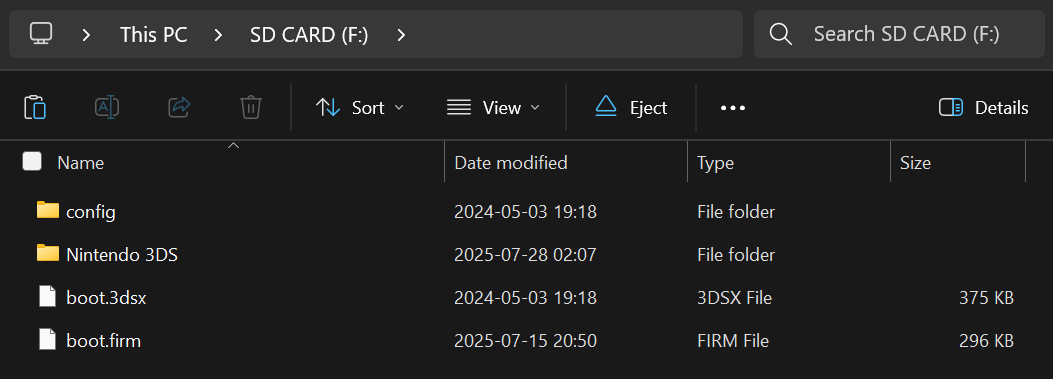 This PC > SD CARD (F:) > Search SD CARD (F:)
Sort View Eject Details
Name Date modified Type Size
config 2024-05-03 19:18 File folder
Nintendo 3DS 2025-07-28 02:07 File folder
boot.3dsx 2024-05-03 19:18 3DSX File 375 KB
boot.firm 2025-07-15 20:50 FIRM File 296 KB